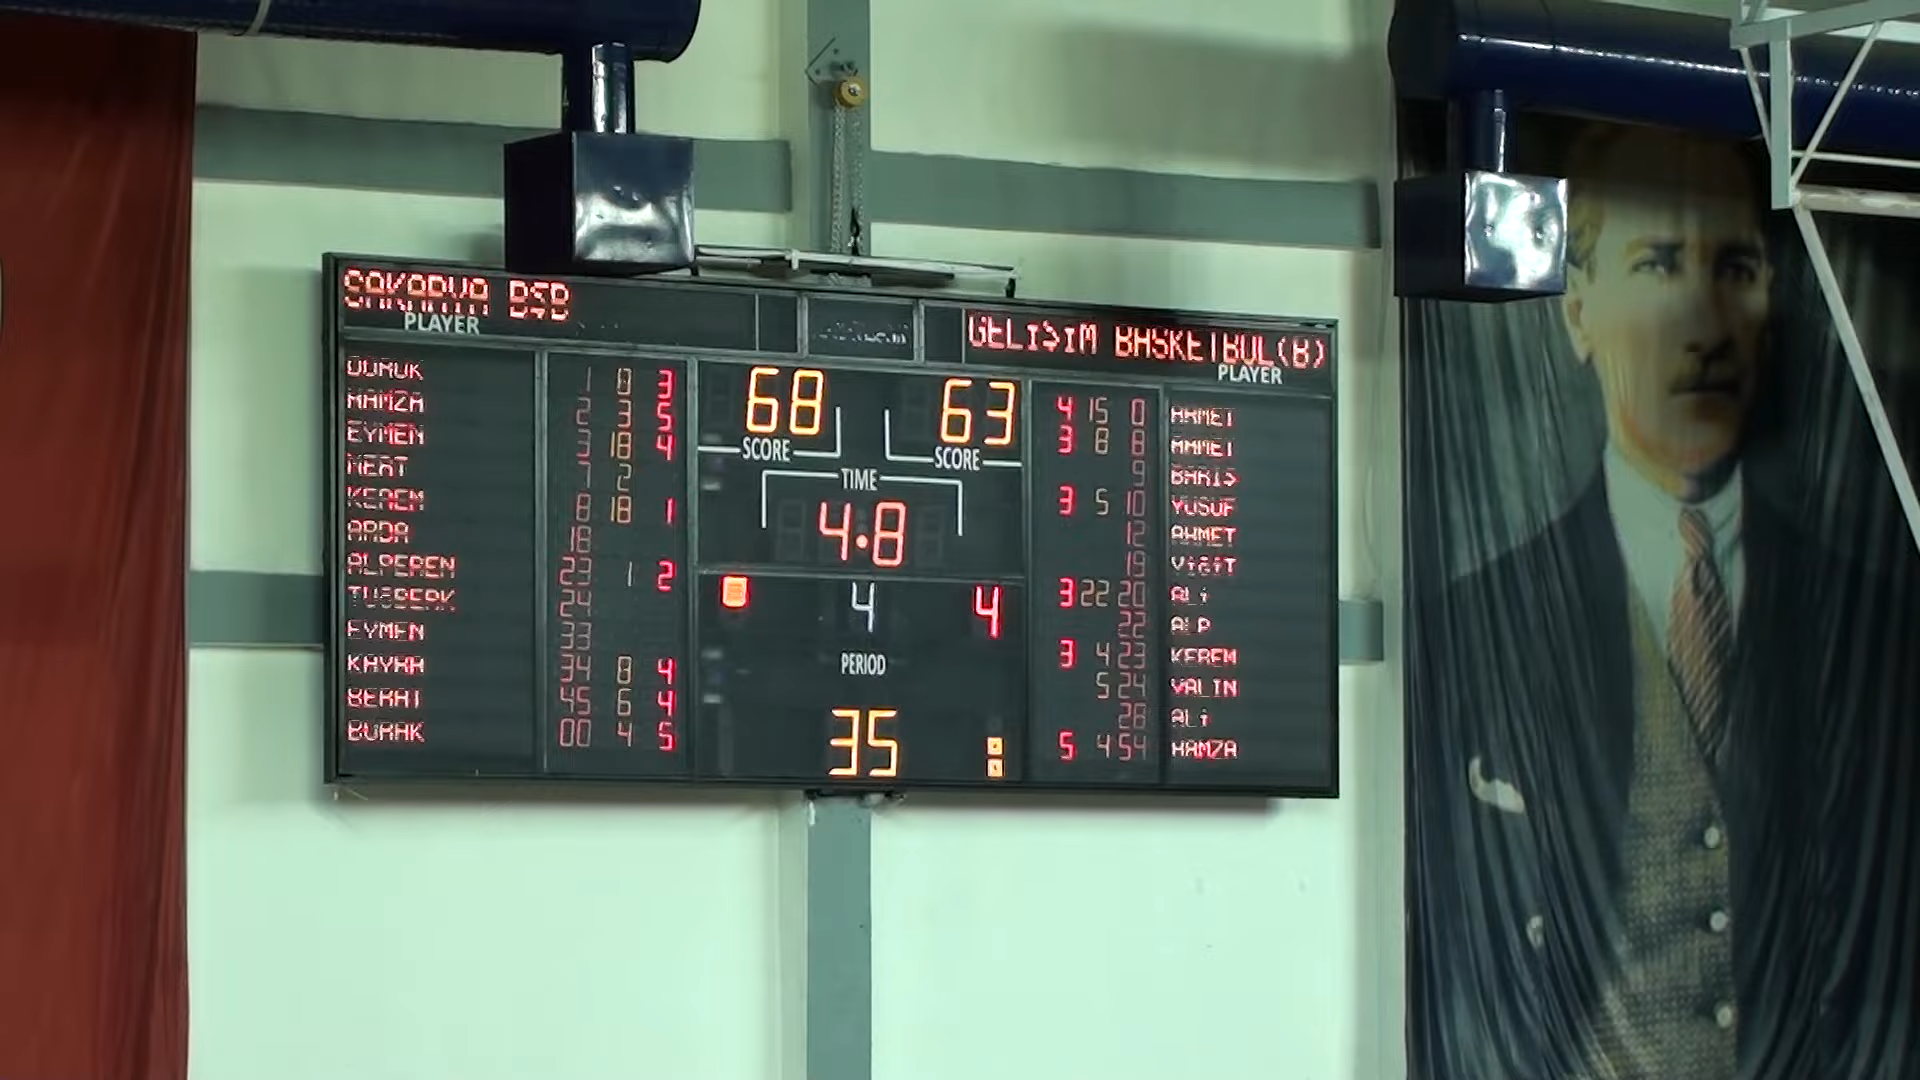 SAKARYA BSB
PLAYER
GELİŞİM BASKETBOL(B)
PLAYER
DORUK 1 8 3
HAMZA 2 3 5
EYMEN 3 18 4
MERT 7 2
KEREM 8 18 1
ARDA 18
ALPEREN 23 1 2
TUĞBERK 24
EYMEN 33
KAYRA 34 8 4
BERAT 45 6 4
BURAK 00 4 5
68 63
SCORE SCORE
TIME
4.8
4 4
PERIOD
35
4 15 0 AHMET
3 8 8 AHMET
9 BARIŞ
3 5 10 YUSUF
12 AHMET
19 YİĞİT
3 22 20 ALİ
22 ALP
3 4 23 KEREM
5 24 YALIN
28 ALİ
5 4 54 HAMZA